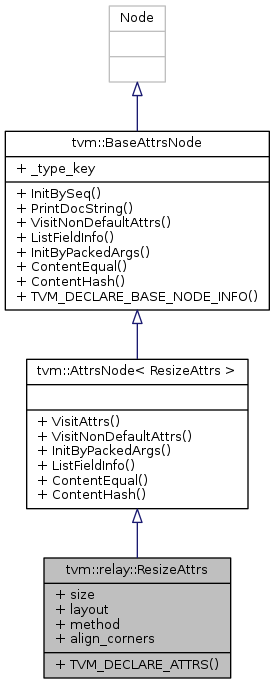 Node
tvm::BaseAttrsNode
+ _type_key
+ InitBySeq()
+ PrintDocString()
+ VisitNonDefaultAttrs()
+ ListFieldInfo()
+ InitByPackedArgs()
+ ContentEqual()
+ ContentHash()
+ TVM_DECLARE_BASE_NODE_INFO()
tvm::AttrsNode< ResizeAttrs >
+ VisitAttrs()
+ VisitNonDefaultAttrs()
+ InitByPackedArgs()
+ ListFieldInfo()
+ ContentEqual()
+ ContentHash()
tvm::relay::ResizeAttrs
+ size
+ layout
+ method
+ align_corners
+ TVM_DECLARE_ATTRS()